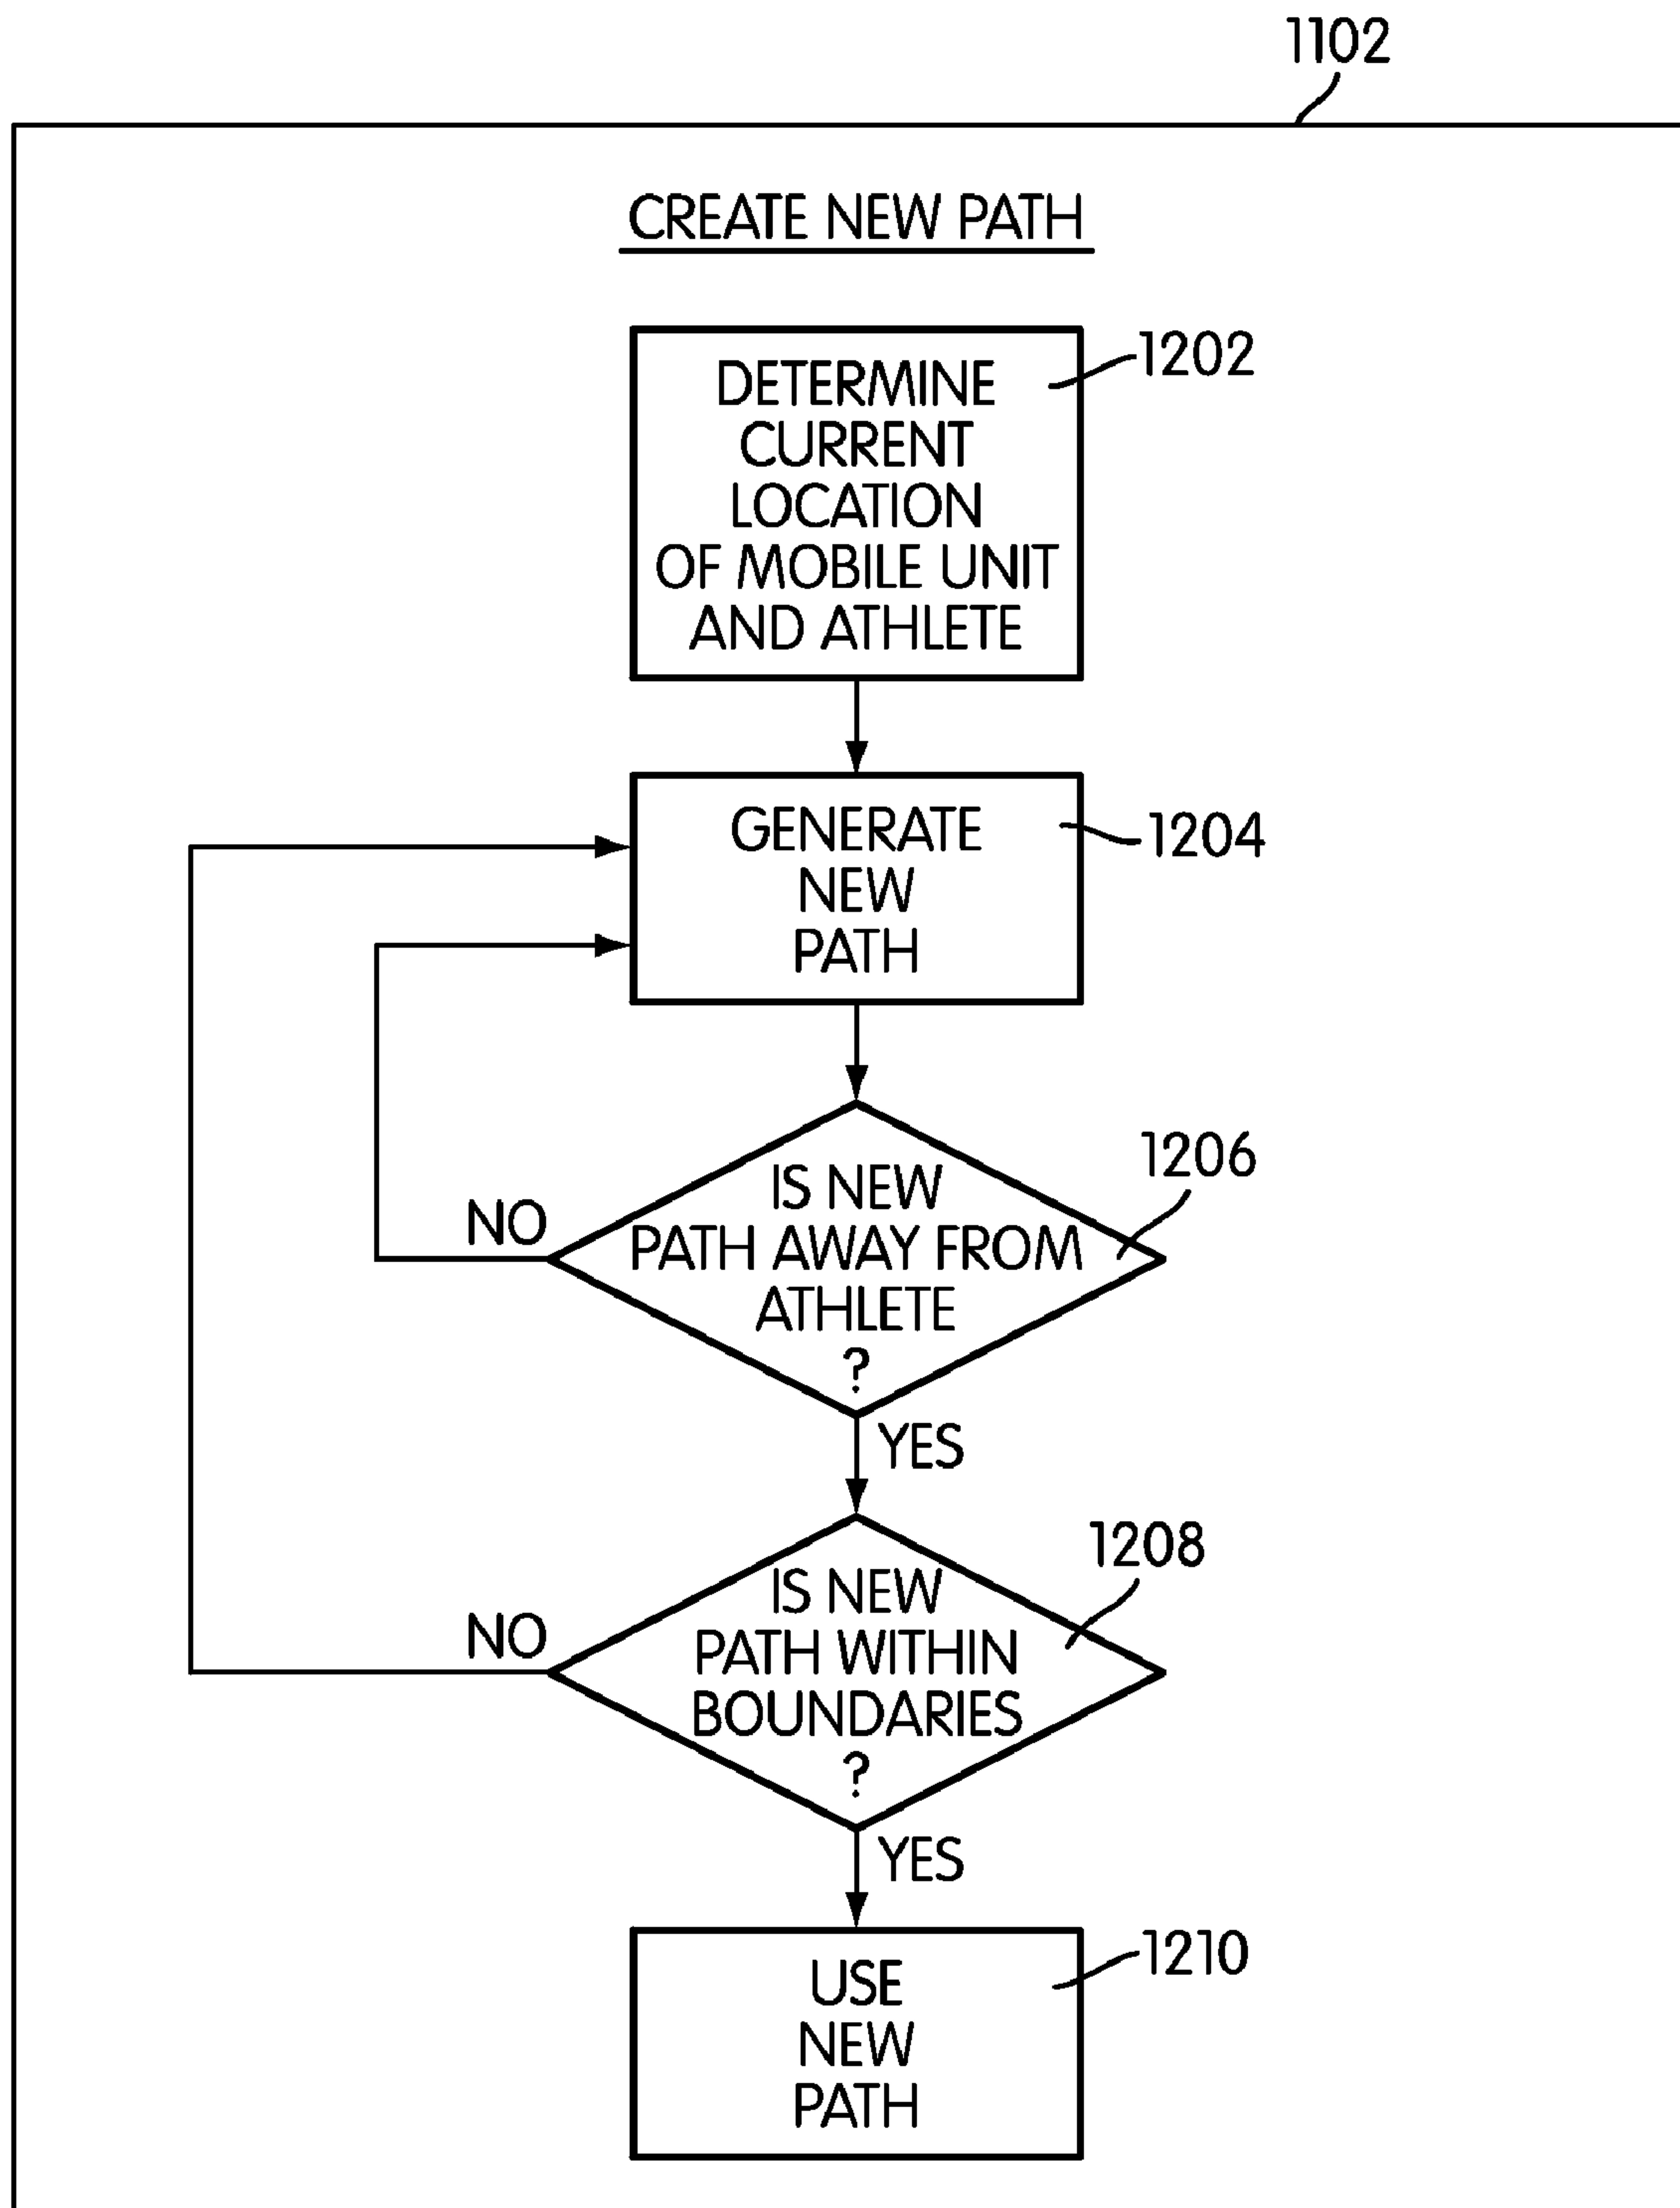 1102
CREATE NEW PATH
DETERMINE
CURRENT
LOCATION
OF MOBILE UNIT
AND ATHLETE
1202
GENERATE
NEW
PATH
1204
IS NEW
PATH AWAY FROM
ATHLETE
?
1206
NO
YES
IS NEW
PATH WITHIN
BOUNDARIES
?
1208
NO
YES
USE
NEW
PATH
1210